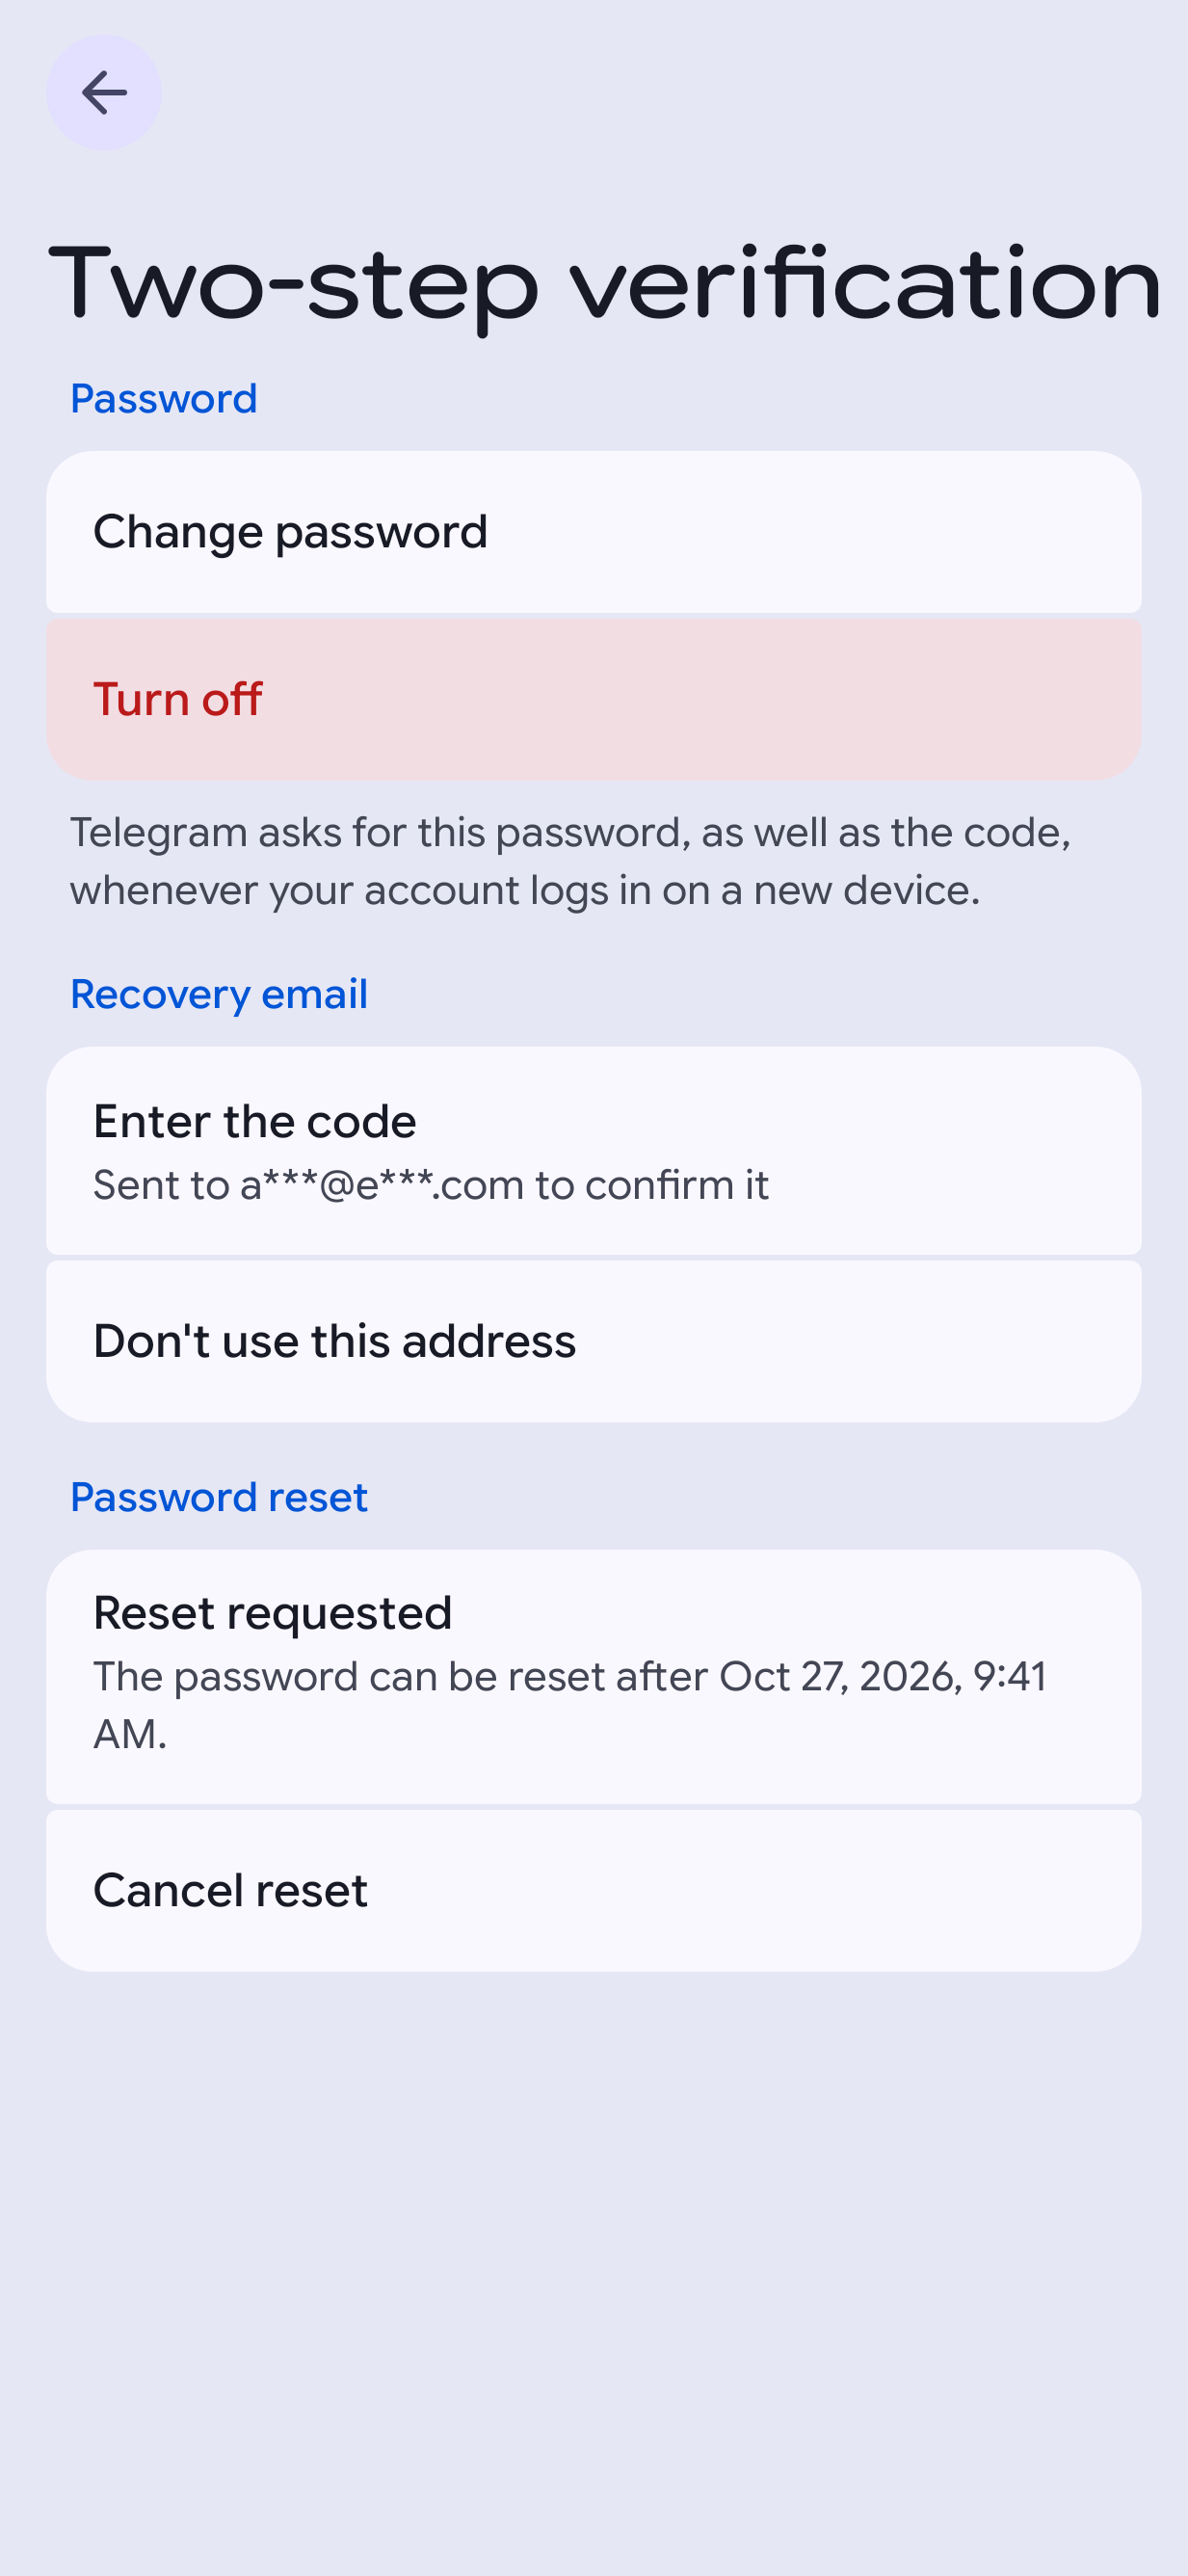 Two-step verification
Password
Change password
Turn off
Telegram asks for this password, as well as the code,
whenever your account logs in on a new device.
Recovery email
Enter the code
Sent to a***@e***.com to confirm it
Don't use this address
Password reset
Reset requested
The password can be reset after Oct 27, 2026, 9:41
AM.
Cancel reset